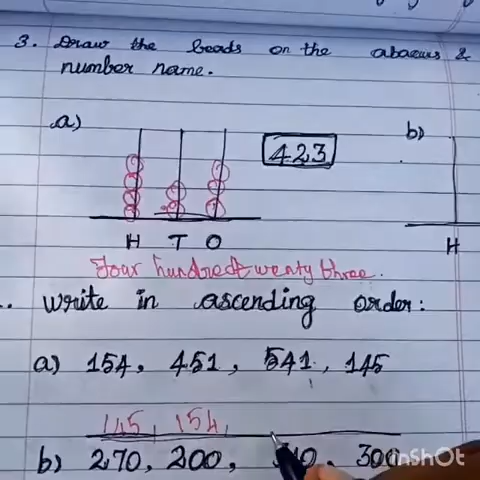 3. Draw the beads on the abacus &
number name.
a)
423
b)
H T O
H
Four hundred twenty three.
Write in ascending order:
a) 154, 451, 541, 145
145, 154,
b) 270, 200, 300
InShOt